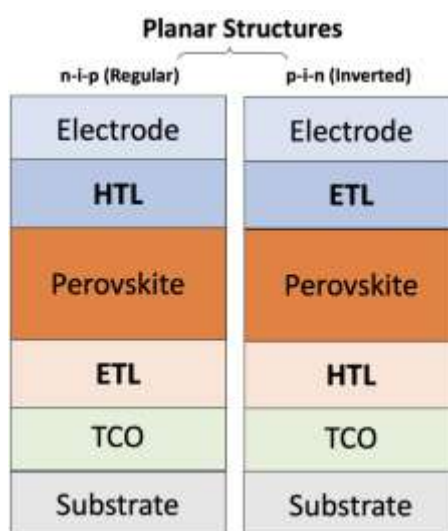 Planar Structures
n-i-p (Regular)
p-i-n (Inverted)
Electrode
HTL
Perovskite
ETL
TCO
Substrate
Electrode
ETL
Perovskite
HTL
TCO
Substrate